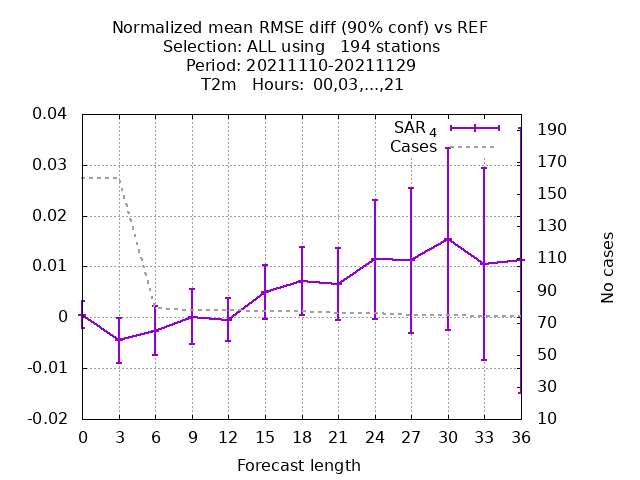 Normalized mean RMSE diff (90% conf) vs REF
Selection: ALL using   194 stations
Period: 20211110-20211129
T2m   Hours:  00,03,...,21
SAR 4
Cases
0.04
0.03
0.02
0.01
0
-0.01
-0.02
190
170
150
130
110
90
70
50
30
10
No cases
0 3 6 9 12 15 18 21 24 27 30 33 36
Forecast length